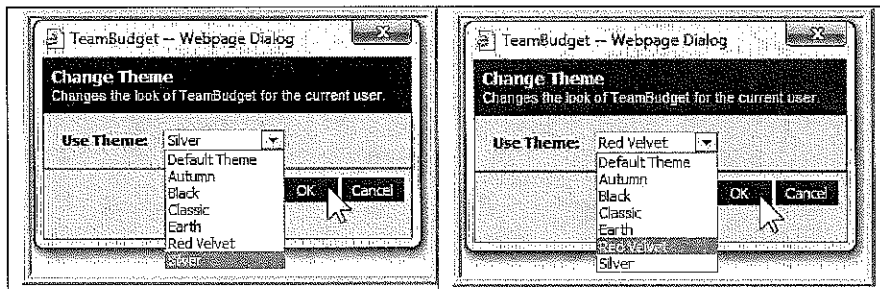 TeamBudget -- Webpage Dialog
Change Theme
Changes the look of TeamBudget for the current user.
Use Theme: Silver
Default Theme
Autumn
Black
Classic
Earth
Red Velvet
Silver
OK Cancel
TeamBudget -- Webpage Dialog
Change Theme
Changes the look of TeamBudget for the current user.
Use Theme: Red Velvet
Default Theme
Autumn
Black
Classic
Earth
Red Velvet
Silver
OK Cancel